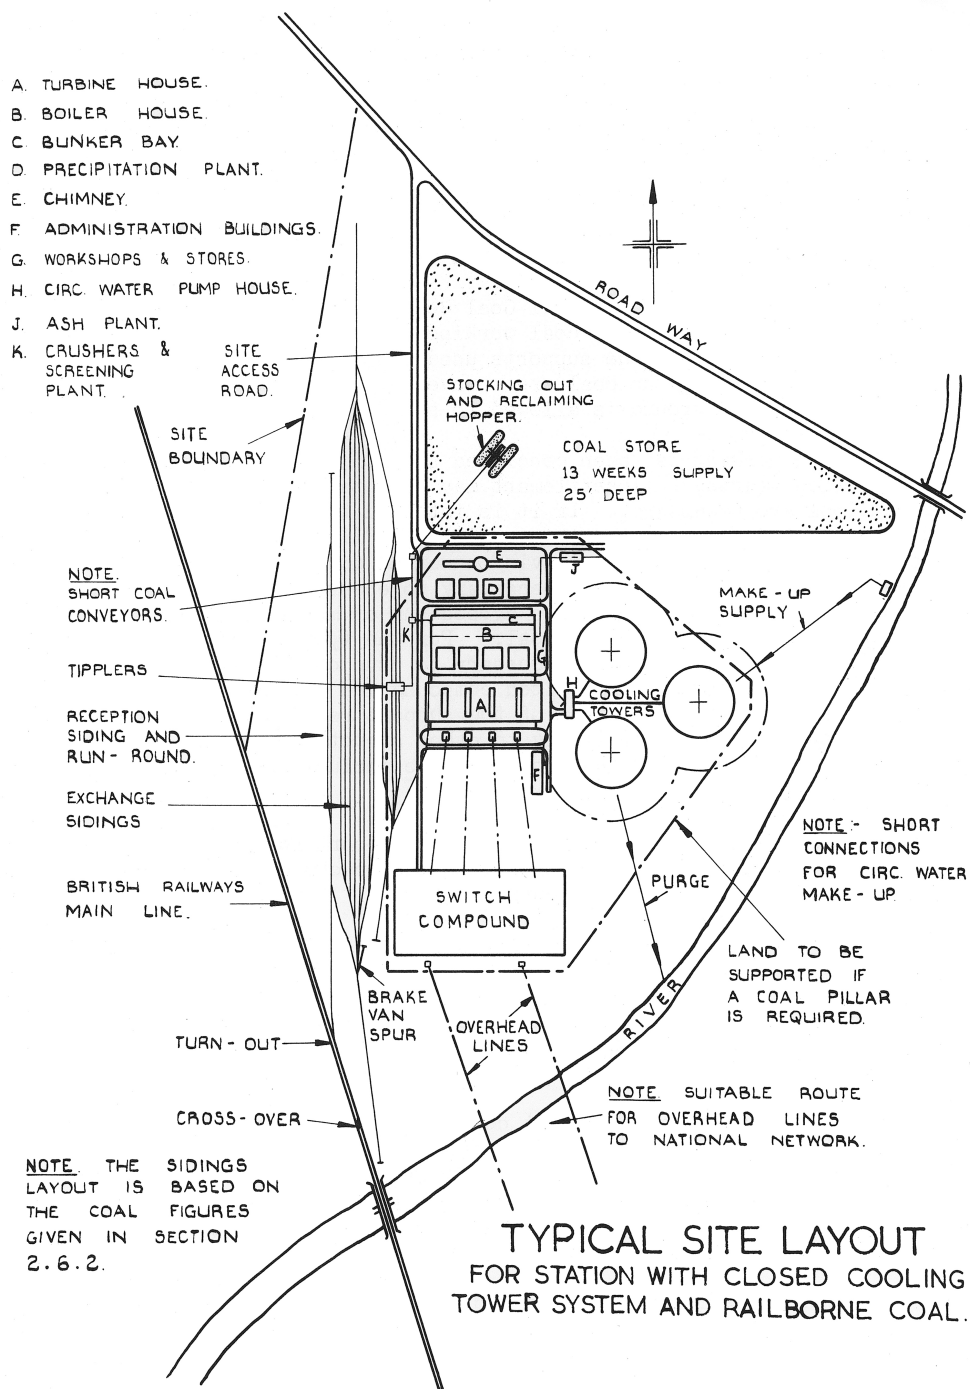 A. TURBINE HOUSE.
B. BOILER HOUSE.
C. BUNKER BAY.
D. PRECIPITATION PLANT.
E. CHIMNEY.
F. ADMINISTRATION BUILDINGS.
G. WORKSHOPS & STORES.
H. CIRC. WATER PUMP HOUSE.
J. ASH PLANT.
K. CRUSHERS &
SCREENING
PLANT.
SITE
ACCESS
ROAD.
SITE
BOUNDARY
ROAD WAY
STOCKING OUT
AND RECLAIMING
HOPPER.
COAL STORE
13 WEEKS SUPPLY
25' DEEP
NOTE.
SHORT COAL
CONVEYORS.
TIPPLERS
RECEPTION
SIDING AND
RUN-ROUND.
EXCHANGE
SIDINGS
BRITISH RAILWAYS
MAIN LINE.
E
D
J
C
K
B
G
H
A
F
COOLING
TOWERS
MAKE-UP
SUPPLY
SWITCH
COMPOUND
PURGE
NOTE:- SHORT
CONNECTIONS
FOR CIRC. WATER
MAKE-UP.
LAND TO BE
SUPPORTED IF
A COAL PILLAR
IS REQUIRED.
RIVER
BRAKE
VAN
SPUR
OVERHEAD
LINES
TURN-OUT
CROSS-OVER
NOTE. SUITABLE ROUTE
FOR OVERHEAD LINES
TO NATIONAL NETWORK.
NOTE. THE SIDINGS
LAYOUT IS BASED ON
THE COAL FIGURES
GIVEN IN SECTION
2.6.2.
TYPICAL SITE LAYOUT
FOR STATION WITH CLOSED COOLING
TOWER SYSTEM AND RAILBORNE COAL.